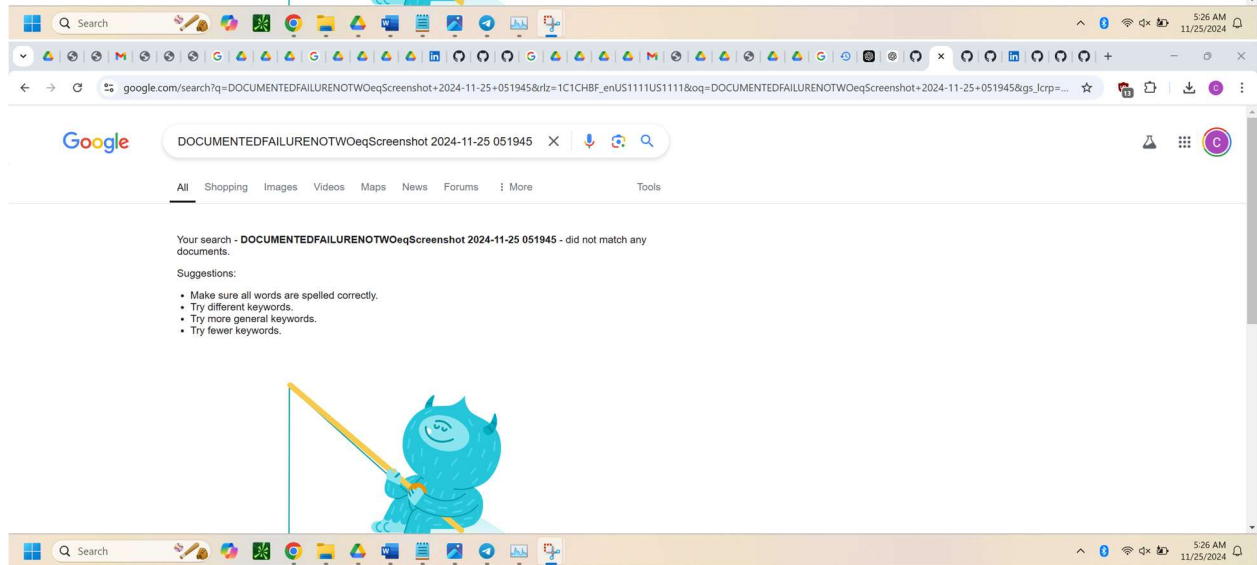 Search
5:26 AM
11/25/2024
google.com/search?q=DOCUMENTEDFAILURENOTWOeqScreenshot+2024-11-25+051945&rlz=1C1CHBF_enUS1111US1111&oq=DOCUMENTEDFAILURENOTWOeqScreenshot+2024-11-25+051945&gs_lcrp=...
13
C
Google
DOCUMENTEDFAILURENOTWOeqScreenshot 2024-11-25 051945
C
All Shopping Images Videos Maps News Forums More Tools
Your search - DOCUMENTEDFAILURENOTWOeqScreenshot 2024-11-25 051945 - did not match any
documents.
Suggestions:
Make sure all words are spelled correctly.
Try different keywords.
Try more general keywords.
Try fewer keywords.
Search
5:26 AM
11/25/2024